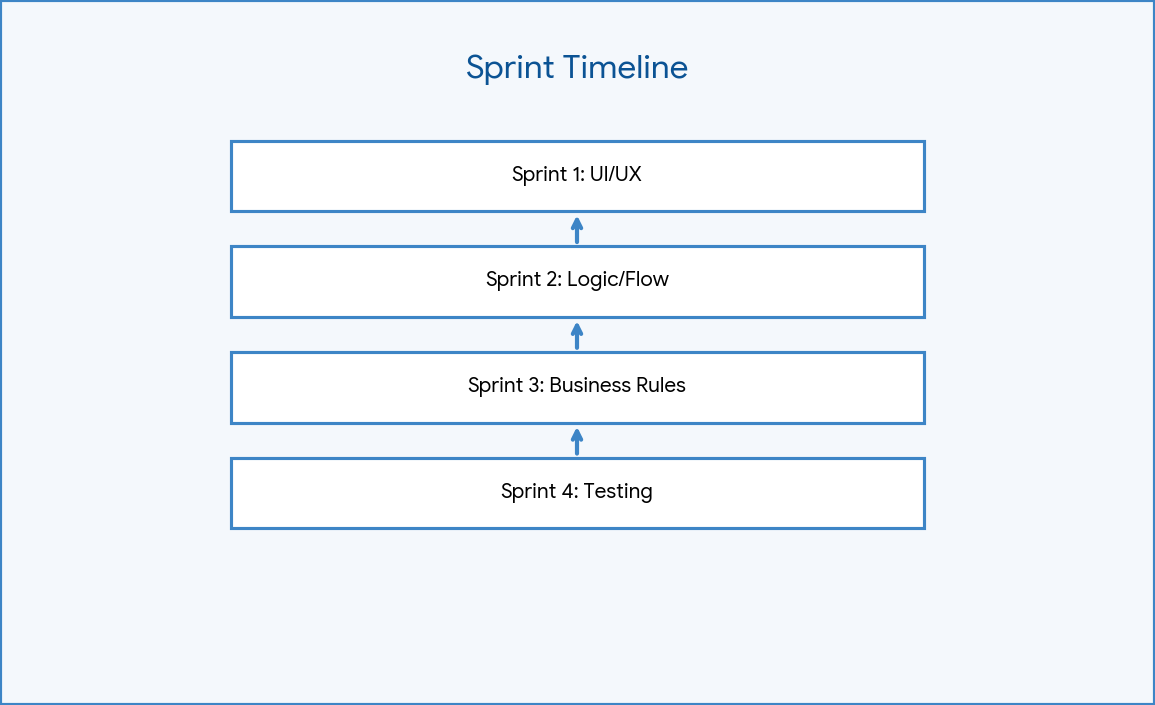 Sprint Timeline
Sprint 1: UI/UX
Sprint 2: Logic/Flow
Sprint 3: Business Rules
Sprint 4: Testing